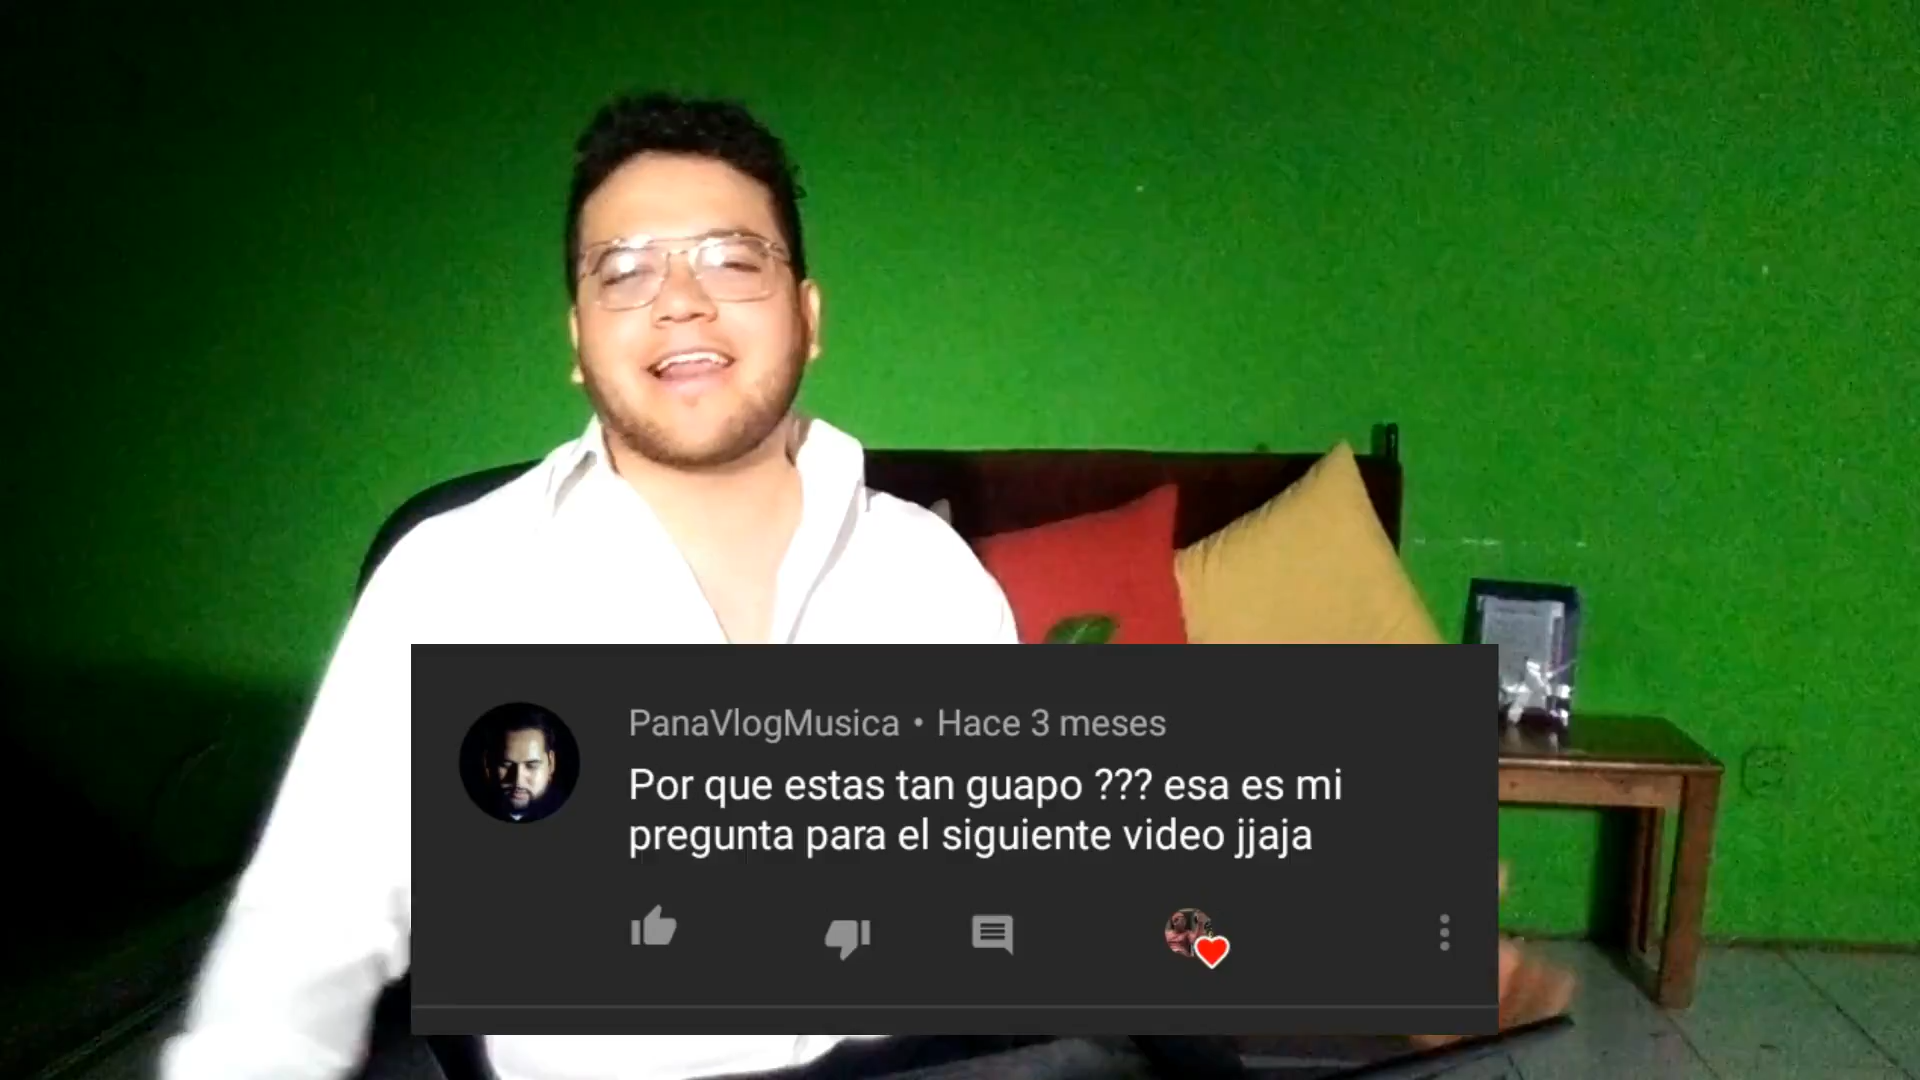 PanaVlogMusica • Hace 3 meses
Por que estas tan guapo ??? esa es mi
pregunta para el siguiente video jjaja